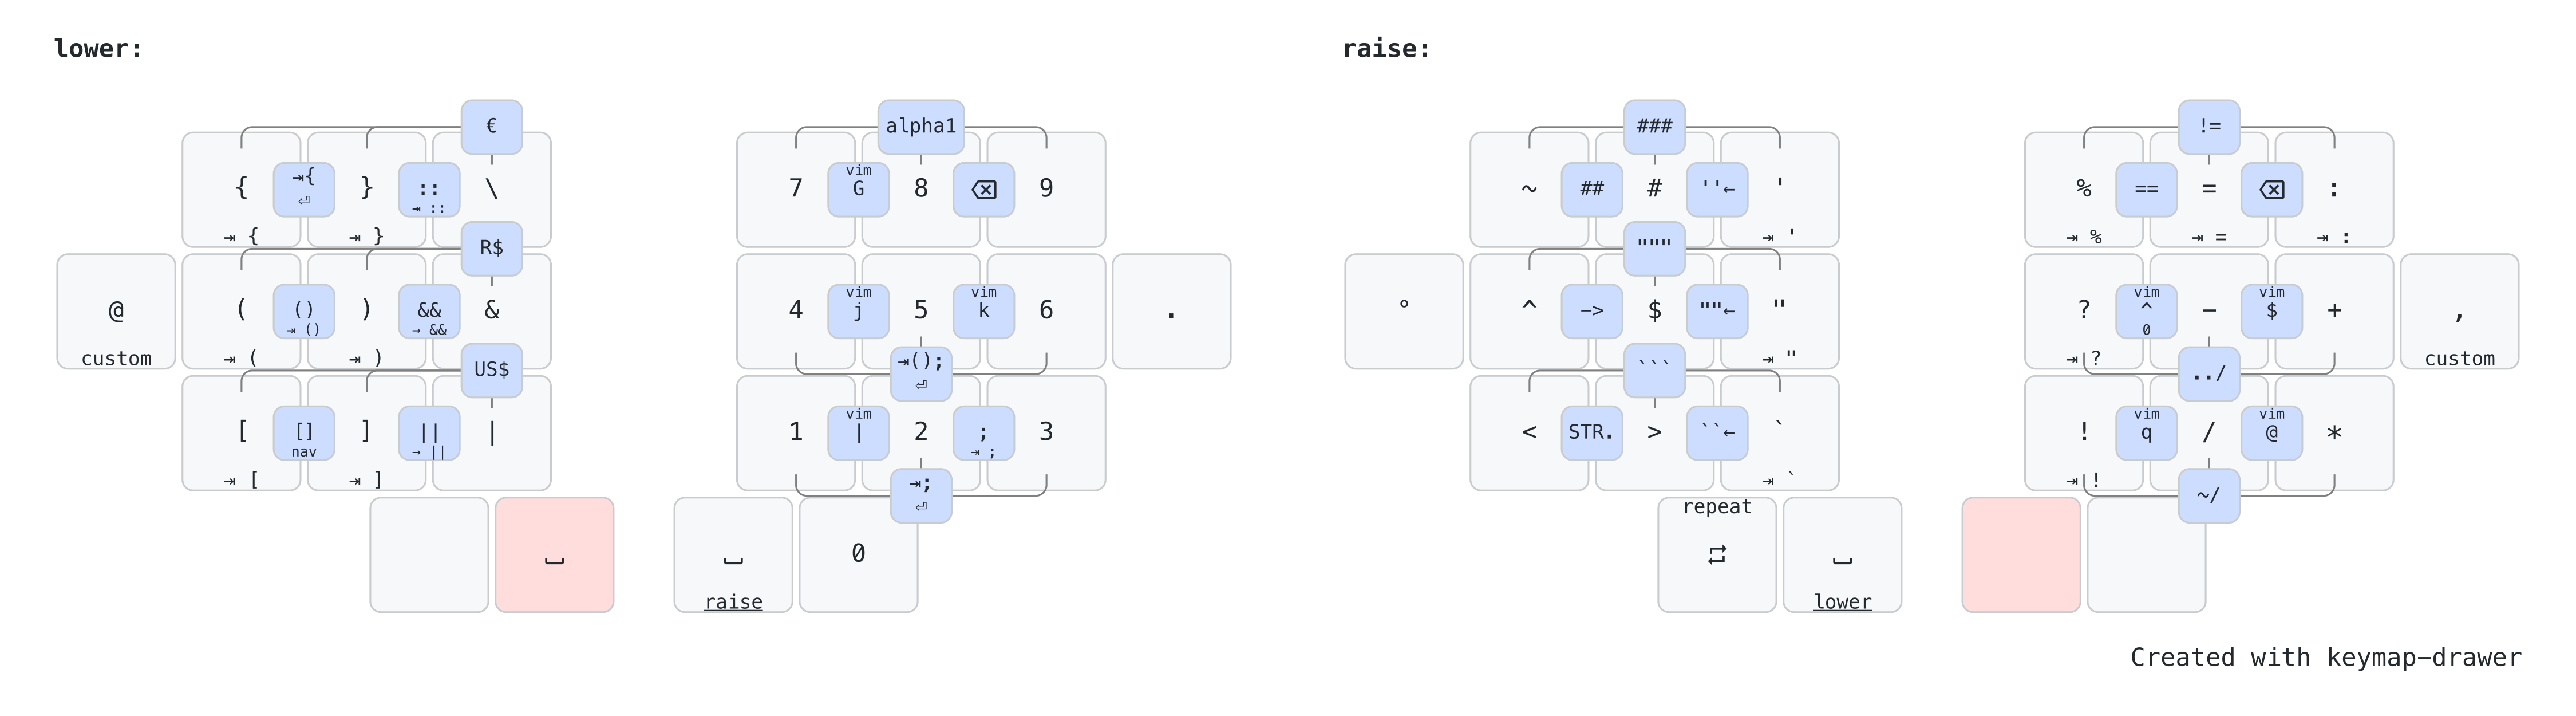 lower: raise:
€ alpha1 ### !=
⇥{ :: vim ⌫ ## ''← == ⌫
{ ⏎ } ⇥ :: \ 7 G 8 9 ~ # ' % = :
⇥ { ⇥ } ⇥ ' ⇥ % ⇥ = ⇥ :
R$ """
vim vim vim vim
@ ( () ) && & 4 j 5 k 6 . ° ^ -> $ ""← " ? ^ − $ + ,
⇥ () → && 0
custom ⇥ ( ⇥ ) ⇥ " ⇥ ? custom
US$ ⇥(); ``` ../
⏎
vim vim vim
[ [] ] || | 1 | 2 ; 3 < STR. > ``← ` ! q / @ *
nav → || ⇥ ;
⇥ [ ⇥ ] ⇥; ⇥ ` ⇥ ! ~/
⏎ repeat
␣ ␣ 0 🔁 ␣
raise lower
Created with keymap-drawer